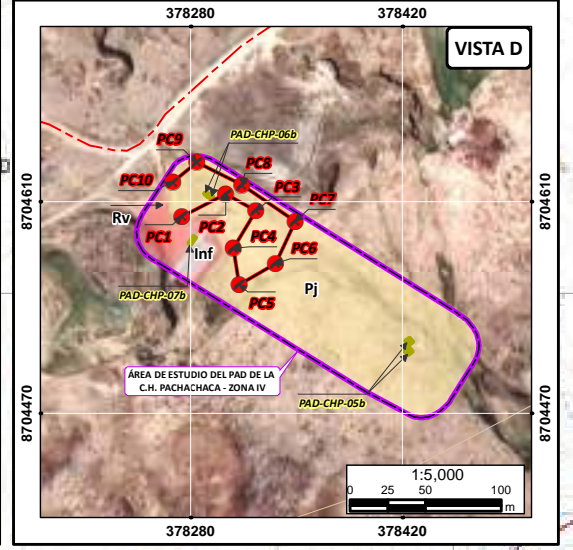 378280
378420
VISTA D
PC9
PAD-CHP-06b
PC8
PC10
PC3
PC7
8704610
8704610
Rv
PC1
PC2
PC4
Inf
PC6
PAD-CHP-07b
PC5
Pj
ÁREA DE ESTUDIO DEL PAD DE LA
C.H. PACHACHACA - ZONA IV
PAD-CHP-05b
8704470
8704470
1:5,000
0 25 50 100
m
378280
378420